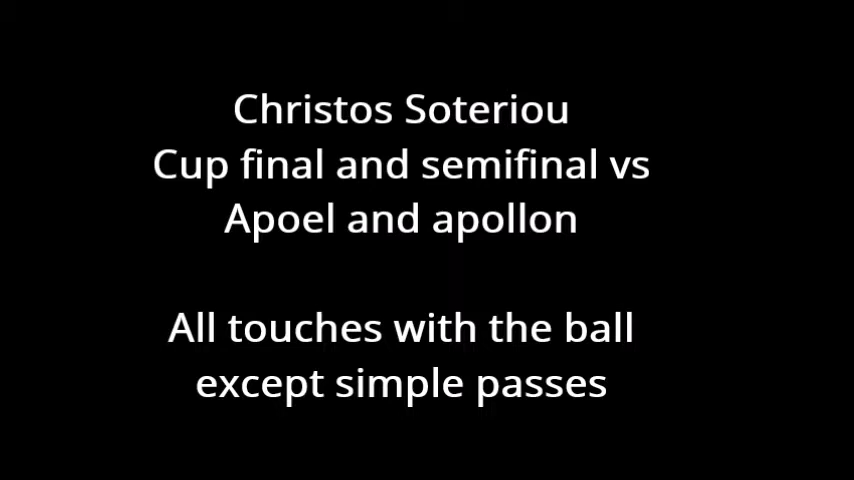 Christos Soteriou
Cup final and semifinal vs
Apoel and apollon
All touches with the ball
except simple passes